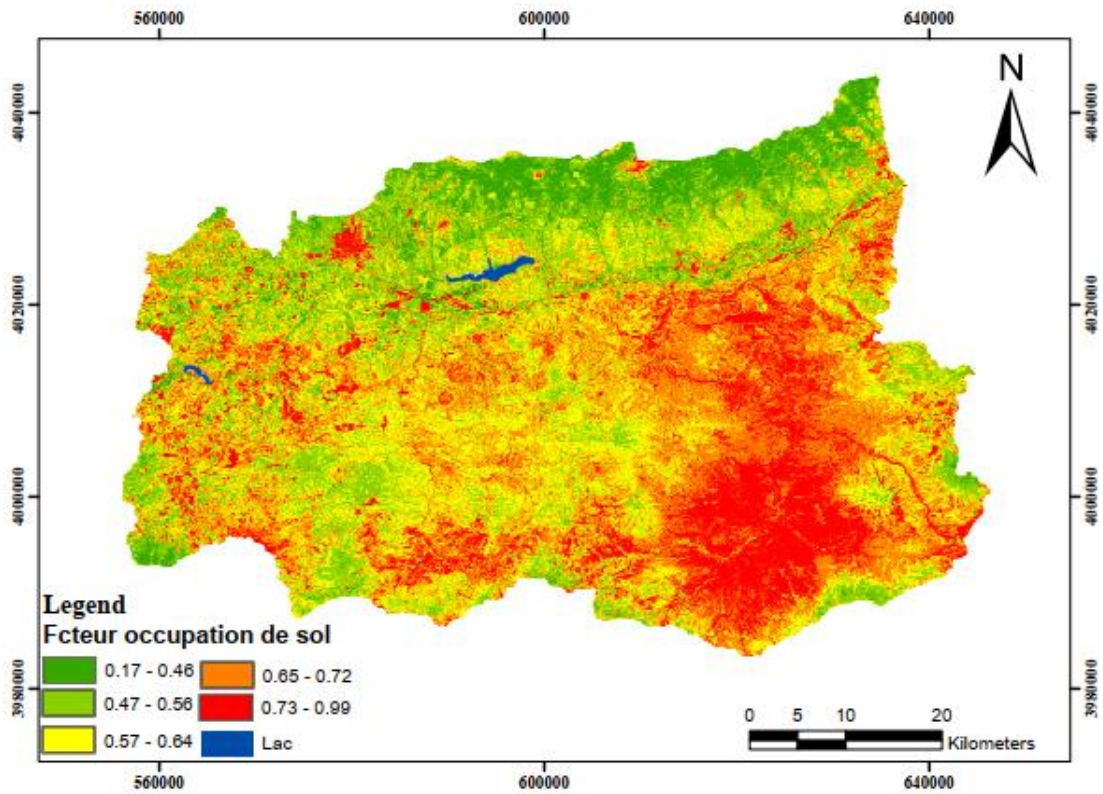 560000 600000 640000
N
4040000 4040000
4020000 4020000
4000000 4000000
3980000 3980000
Legend
Fcteur occupation de sol
0.17 - 0.46 0.65 - 0.72
0.47 - 0.56 0.73 - 0.99
0.57 - 0.64 Lac
0 5 10 20
Kilometers
560000 600000 640000